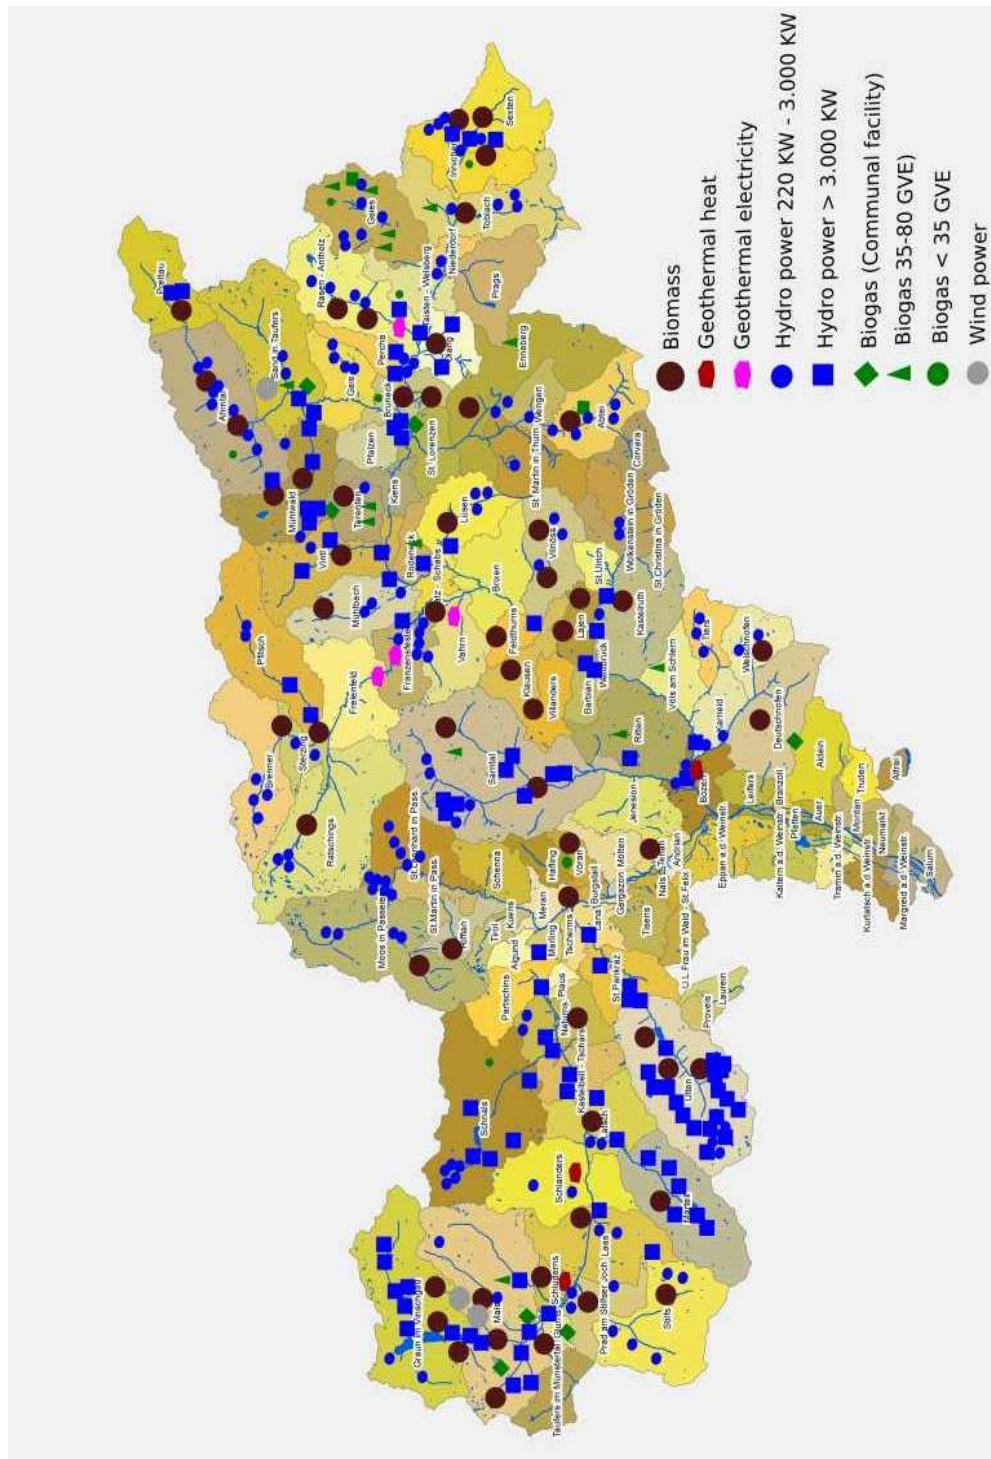 Prettau
Ahrntal
Sand in Taufers
Rasen - Antholz
Gsies
Innichen
Sexten
Toblach
Niederdorf
Taisten - Welsberg
Prags
Percha
Olang
Gais
Bruneck
Enneberg
Pfalzen
St. Lorenzen
Kiens
Mühlwald
Terenten
Vintl
Wengen
Abtei
St. Martin in Thurn
Corvara
Lüsen
Rodeneck
Mühlbach
Pfitsch
Freienfeld
Franzensfeste
Vahrn
Brixen
Feldthurns
Villnöss
Klausen
Villanders
Lajen
St.Ulrich
Wolkenstein in Gröden
St.Christina in Gröden
Kastelruth
Waidbruck
Barbian
Völs am Schlern
Tiers
Welschnofen
Karneid
Deutschnofen
Ritten
Brenner
Sterzing
Ratschings
Sarntal
Jenesien
Bozen
Leifers
Branzoll
Aldein
Pfatten
Auer
Truden
Montan
Altrei
Neumarkt
Salurn
Eppan a.d. Weinstr.
Kaltern a.d. Weinstr.
Tramin a.d. Weinstr.
Kurtatsch a.d. Weinstr.
Margreid a.d. Weinstr.
St.Leonhard in Pass.
St.Martin in Pass.
Moos in Passeier
Riffian
Schenna
Hafling
Vöran
Mölten
Andrian
Kuens
Tirol
Algund
Meran
Marling
Tscherms
Lana
Burgstall
Gargazon
Tisens
U.L. Frau im Wald - St. Felix
Partschins
Plaus
Naturns
St.Pankraz
Proveis
Laurein
Ulten
Kastelbell - Tschars
Schnals
Latsch
Schlanders
Martell
Laas
Graun im Vinschgau
Mals
Schluderns
Glurns
Taufers im Münstertal
Prad am Stilfser Joch
Stilfs
Biomass
Geothermal heat
Geothermal electricity
Hydro power 220 KW - 3.000 KW
Hydro power > 3.000 KW
Biogas (Communal facility)
Biogas 35-80 GVE)
Biogas < 35 GVE
Wind power